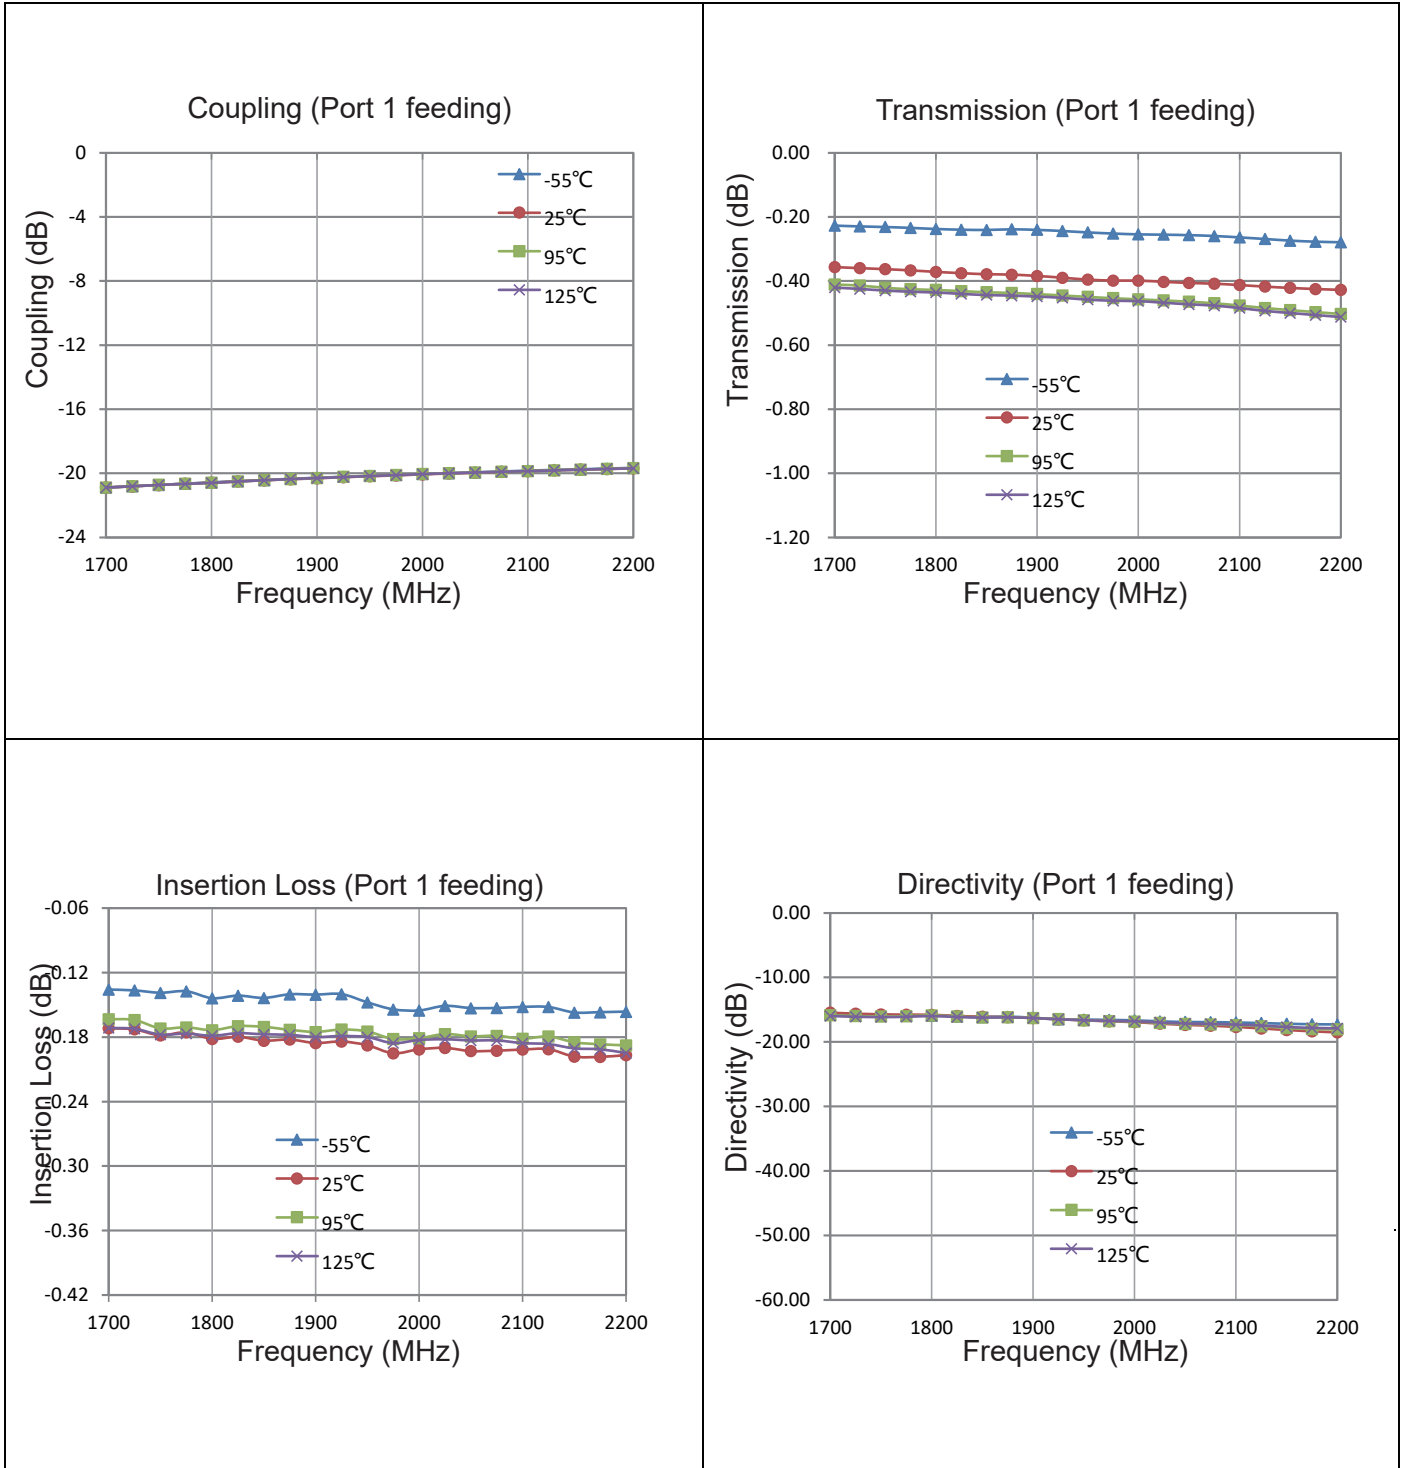 Coupling (Port 1 feeding)
0
-4
-8
-12
-16
-20
-24
Coupling (dB)
-55℃
25℃
95℃
125℃
1700 1800 1900 2000 2100 2200
Frequency (MHz)
Transmission (Port 1 feeding)
0.00
-0.20
-0.40
-0.60
-0.80
-1.00
-1.20
Transmission (dB)
-55℃
25℃
95℃
125℃
1700 1800 1900 2000 2100 2200
Frequency (MHz)
Insertion Loss (Port 1 feeding)
-0.06
-0.12
-0.18
-0.24
-0.30
-0.36
-0.42
Insertion Loss (dB)
-55℃
25℃
95℃
125℃
1700 1800 1900 2000 2100 2200
Frequency (MHz)
Directivity (Port 1 feeding)
0.00
-10.00
-20.00
-30.00
-40.00
-50.00
-60.00
Directivity (dB)
-55℃
25℃
95℃
125℃
1700 1800 1900 2000 2100 2200
Frequency (MHz)